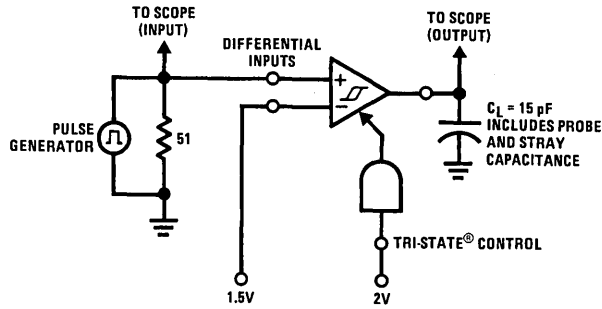 TO SCOPE
(INPUT)
TO SCOPE
(OUTPUT)
DIFFERENTIAL
INPUTS
+
−
PULSE
GENERATOR
51
CL = 15 pF
INCLUDES PROBE
AND STRAY
CAPACITANCE
TRI-STATE® CONTROL
1.5V
2V